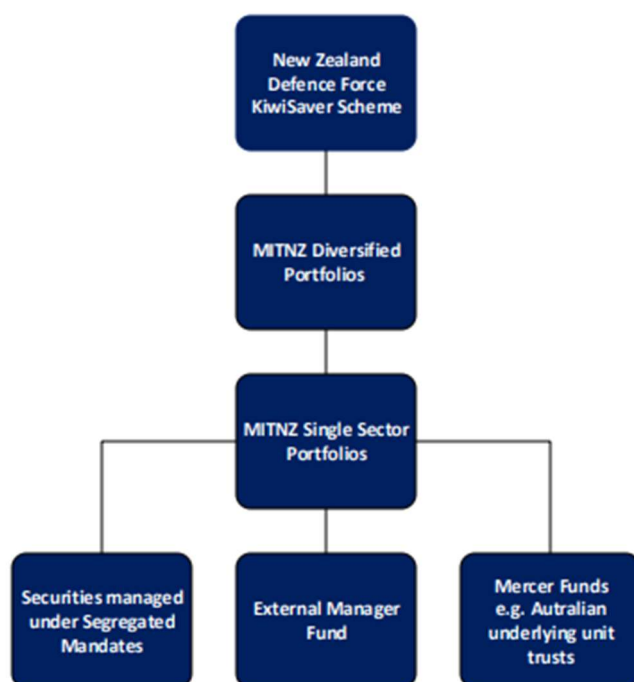 New Zealand
Defence Force
KiwiSaver Scheme
MITNZ Diversified
Portfolios
MITNZ Single Sector
Portfolios
Securities managed
under Segregated
Mandates
External Manager
Fund
Mercer Funds
e.g. Autralian
underlying unit
trusts